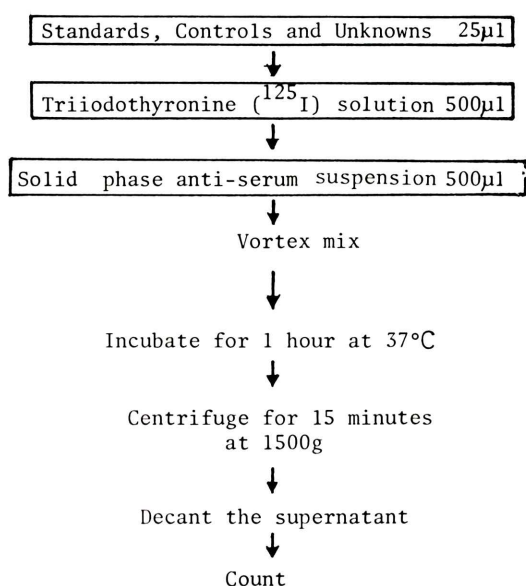 Standards, Controls and Unknowns 25µl
Triiodothyronine (¹²⁵I) solution 500µl
Solid phase anti-serum suspension 500µl
Vortex mix
Incubate for 1 hour at 37°C
Centrifuge for 15 minutes
at 1500g
Decant the supernatant
Count